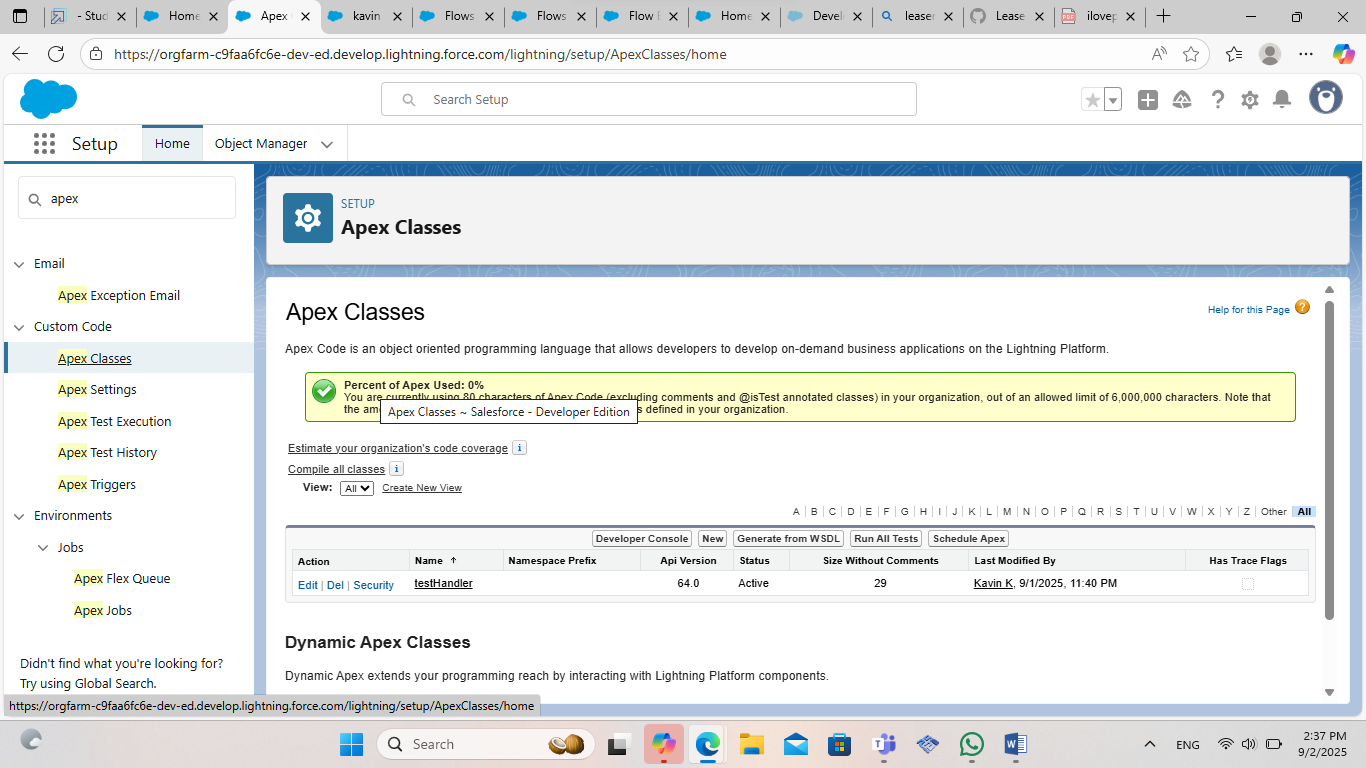 - Stud
Home
Apex
kavin
Flows
Flows
Flow E
Home
Develo
leaser
Lease
ilovep
https://orgfarm-c9faa6fc6e-dev-ed.develop.lightning.force.com/lightning/setup/ApexClasses/home
Search Setup
Setup
Home
Object Manager
apex
Email
Apex Exception Email
Custom Code
Apex Classes
Apex Settings
Apex Test Execution
Apex Test History
Apex Triggers
Environments
Jobs
Apex Flex Queue
Apex Jobs
Didn't find what you're looking for?
Try using Global Search.
SETUP
Apex Classes
Apex Classes
Help for this Page
Apex Code is an object oriented programming language that allows developers to develop on-demand business applications on the Lightning Platform.
Percent of Apex Used: 0%
You are currently using 80 characters of Apex Code (excluding comments and @isTest annotated classes) in your organization, out of an allowed limit of 6,000,000 characters. Note that
the am
Apex Classes ~ Salesforce - Developer Edition
s defined in your organization.
Estimate your organization's code coverage i
Compile all classes i
View: All Create New View
A | B | C | D | E | F | G | H | I | J | K | L | M | N | O | P | Q | R | S | T | U | V | W | X | Y | Z | Other | All
Developer Console New Generate from WSDL Run All Tests Schedule Apex
Action Name ↑ Namespace Prefix Api Version Status Size Without Comments Last Modified By Has Trace Flags
Edit | Del | Security testHandler 64.0 Active 29 Kavin K, 9/1/2025, 11:40 PM
Dynamic Apex Classes
Dynamic Apex extends your programming reach by interacting with Lightning Platform components.
https://orgfarm-c9faa6fc6e-dev-ed.develop.lightning.force.com/lightning/setup/ApexClasses/home
Search
ENG
2:37 PM
9/2/2025